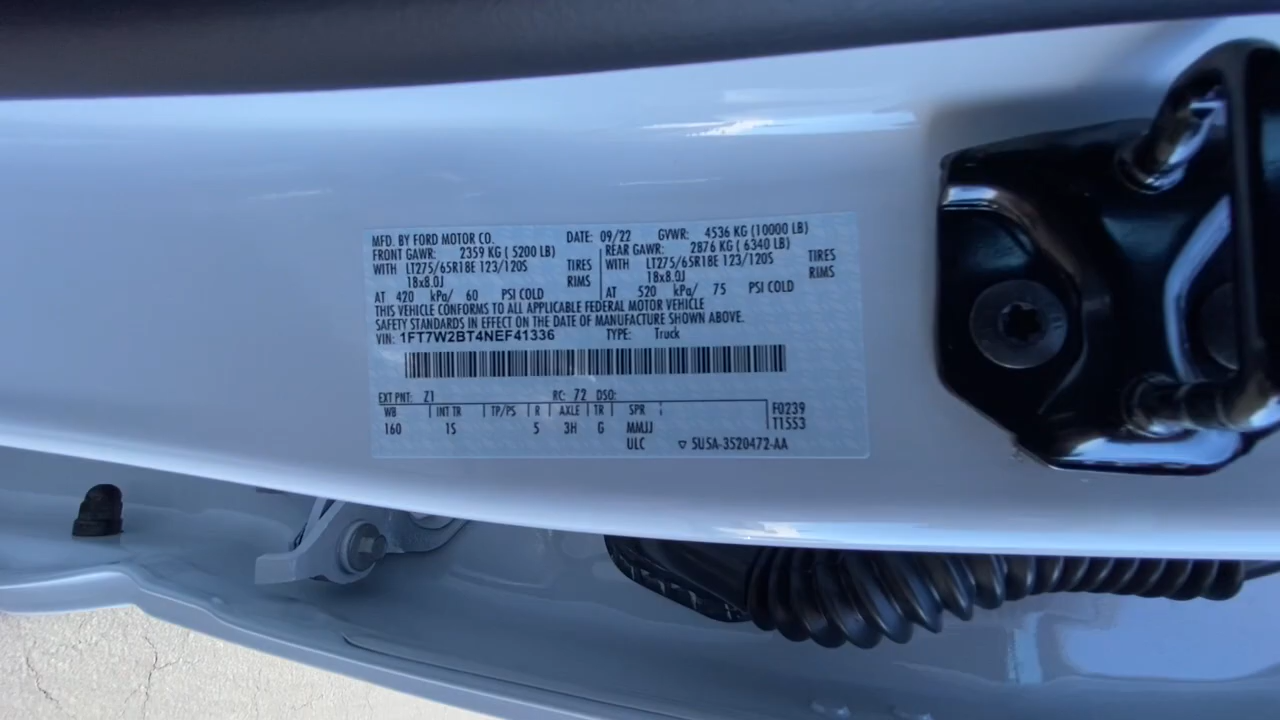 MFD. BY FORD MOTOR CO. DATE: 09/22 GVWR: 4536 KG (10000 LB)
FRONT GAWR: 2359 KG ( 5200 LB) REAR GAWR: 2876 KG ( 6340 LB)
WITH LT275/65R18E 123/120S TIRES WITH LT275/65R18E 123/120S TIRES
18x8.0J RIMS 18x8.0J RIMS
AT 420 kPa/ 60 PSI COLD AT 520 kPa/ 75 PSI COLD
THIS VEHICLE CONFORMS TO ALL APPLICABLE FEDERAL MOTOR VEHICLE
SAFETY STANDARDS IN EFFECT ON THE DATE OF MANUFACTURE SHOWN ABOVE.
VIN: 1FT7W2BT4NEF41336 TYPE: Truck
EXT PNT: Z1 RC: 72 DSO:
WB INT TR TP/PS R AXLE TR SPR F0239
160 1S 5 3H G MMJJ T1553
ULC ▽ SU5A-3520472-AA